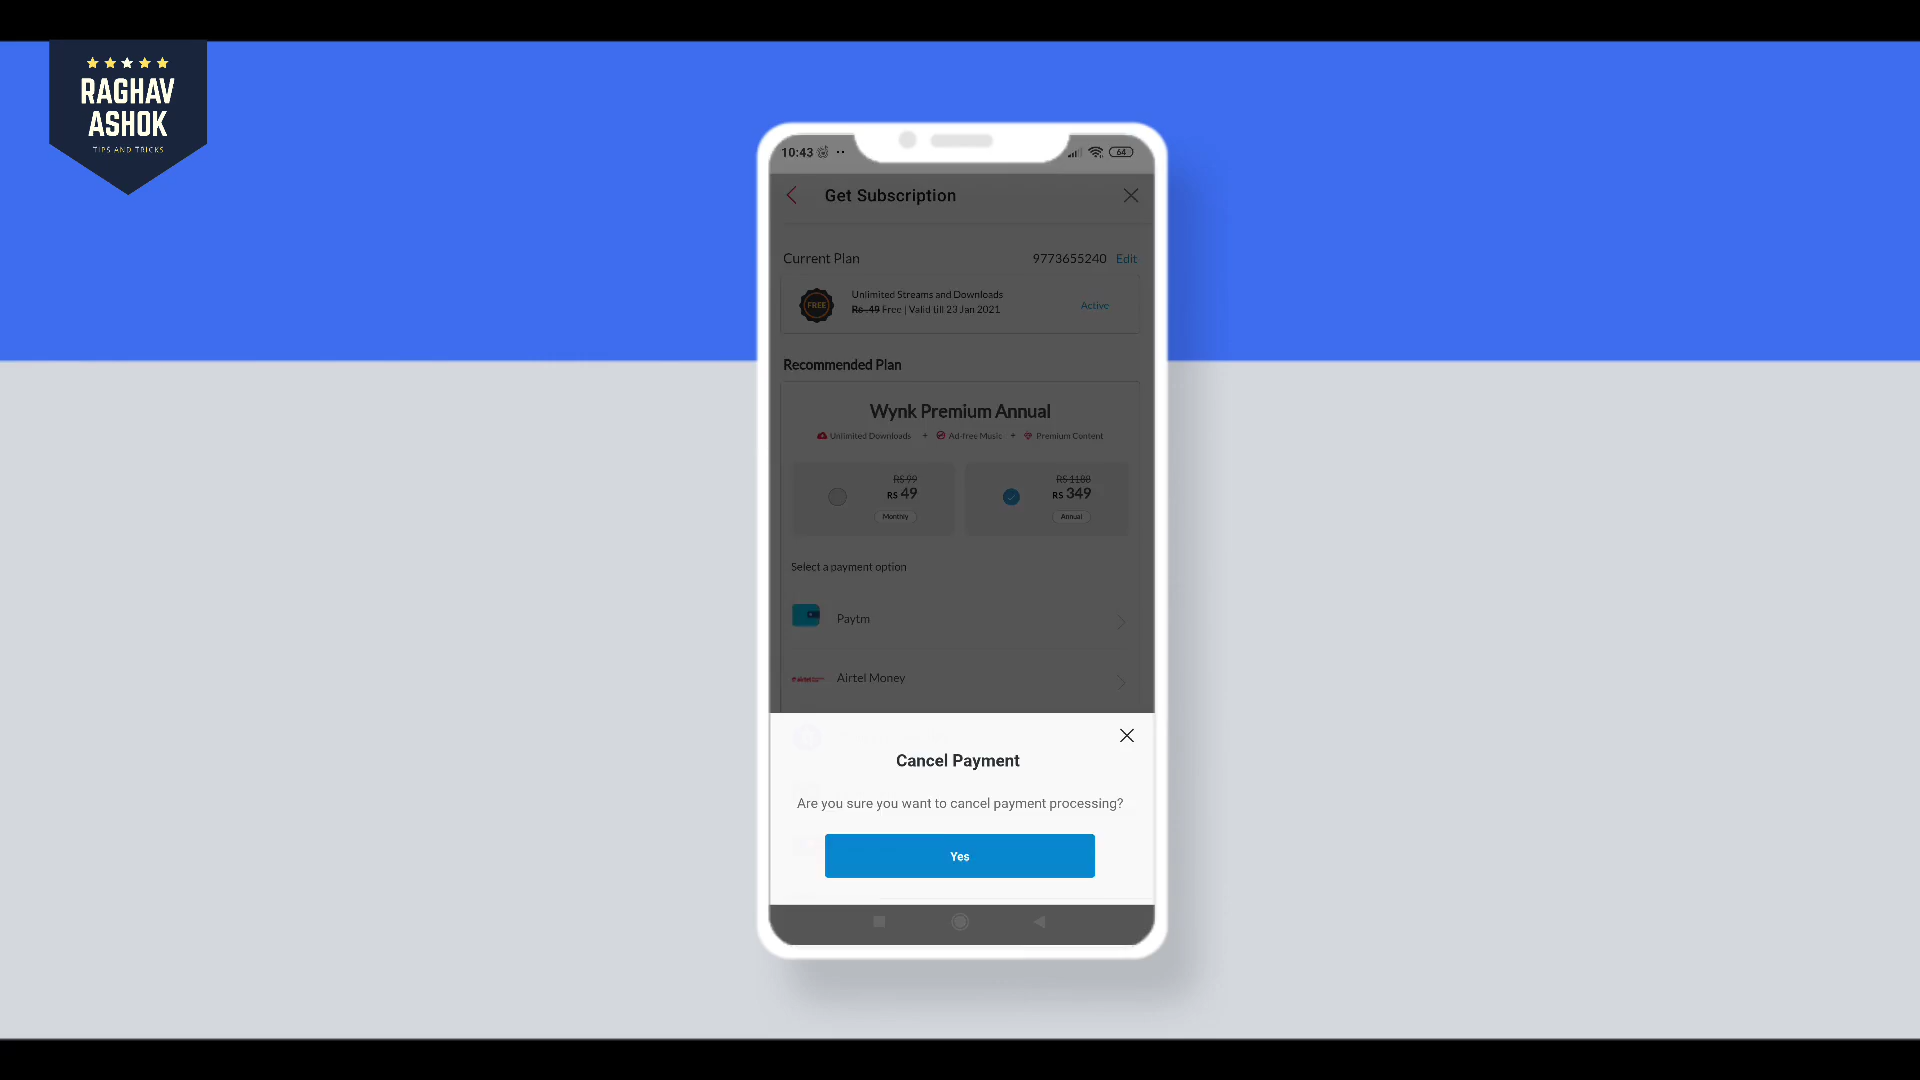 RAGHAV
ASHOK
TIPS AND TRICKS
10:43
64
Get Subscription
Current Plan
9773655240 Edit
FREE
Unlimited Streams and Downloads
Rs .49 Free | Valid till 23 Jan 2021
Active
Recommended Plan
Wynk Premium Annual
Unlimited Downloads + Ad-free Music + Premium Content
RS 99
RS 49
Monthly
RS 1188
RS 349
Annual
Select a payment option
Paytm
Airtel Money
Cancel Payment
Are you sure you want to cancel payment processing?
Yes